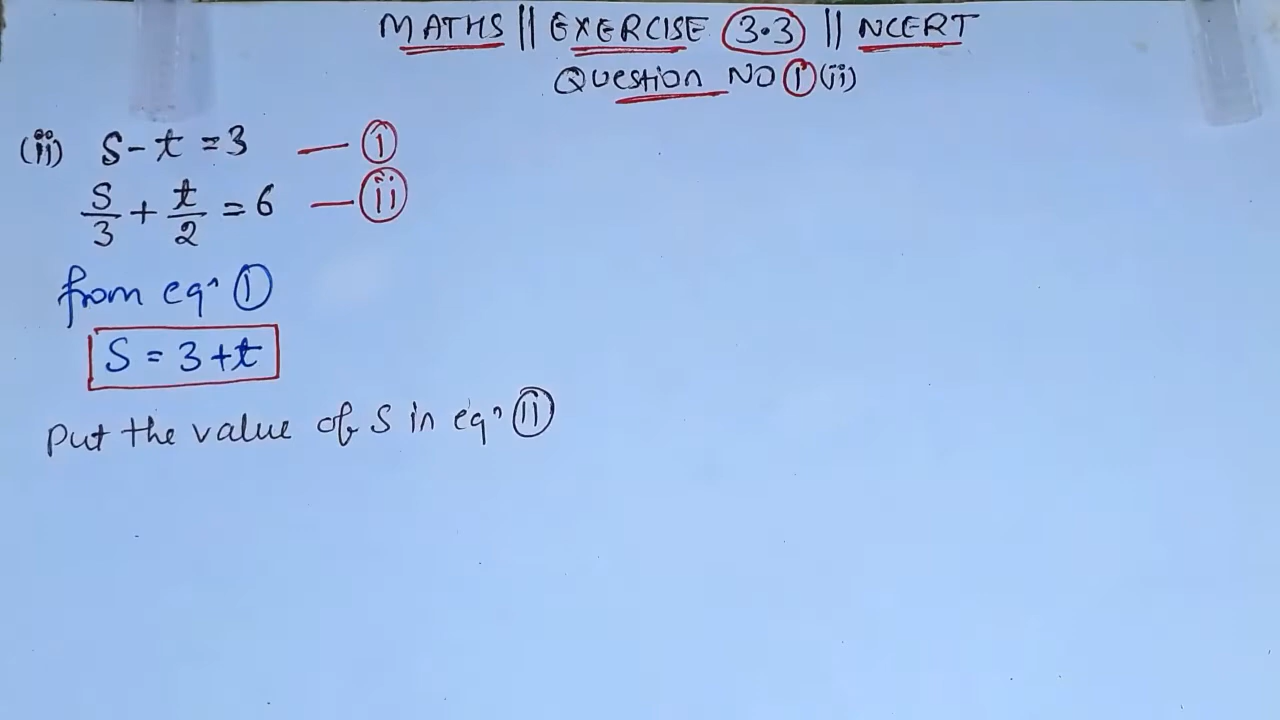 MATHS || EXERCISE 3.3 || NCERT
Question NO 1 (ii)
(ii) s - t = 3 — (i)
s/3 + t/2 = 6 — (ii)
from eqn (i)
S = 3 + t
Put the value of S in eqn (ii)